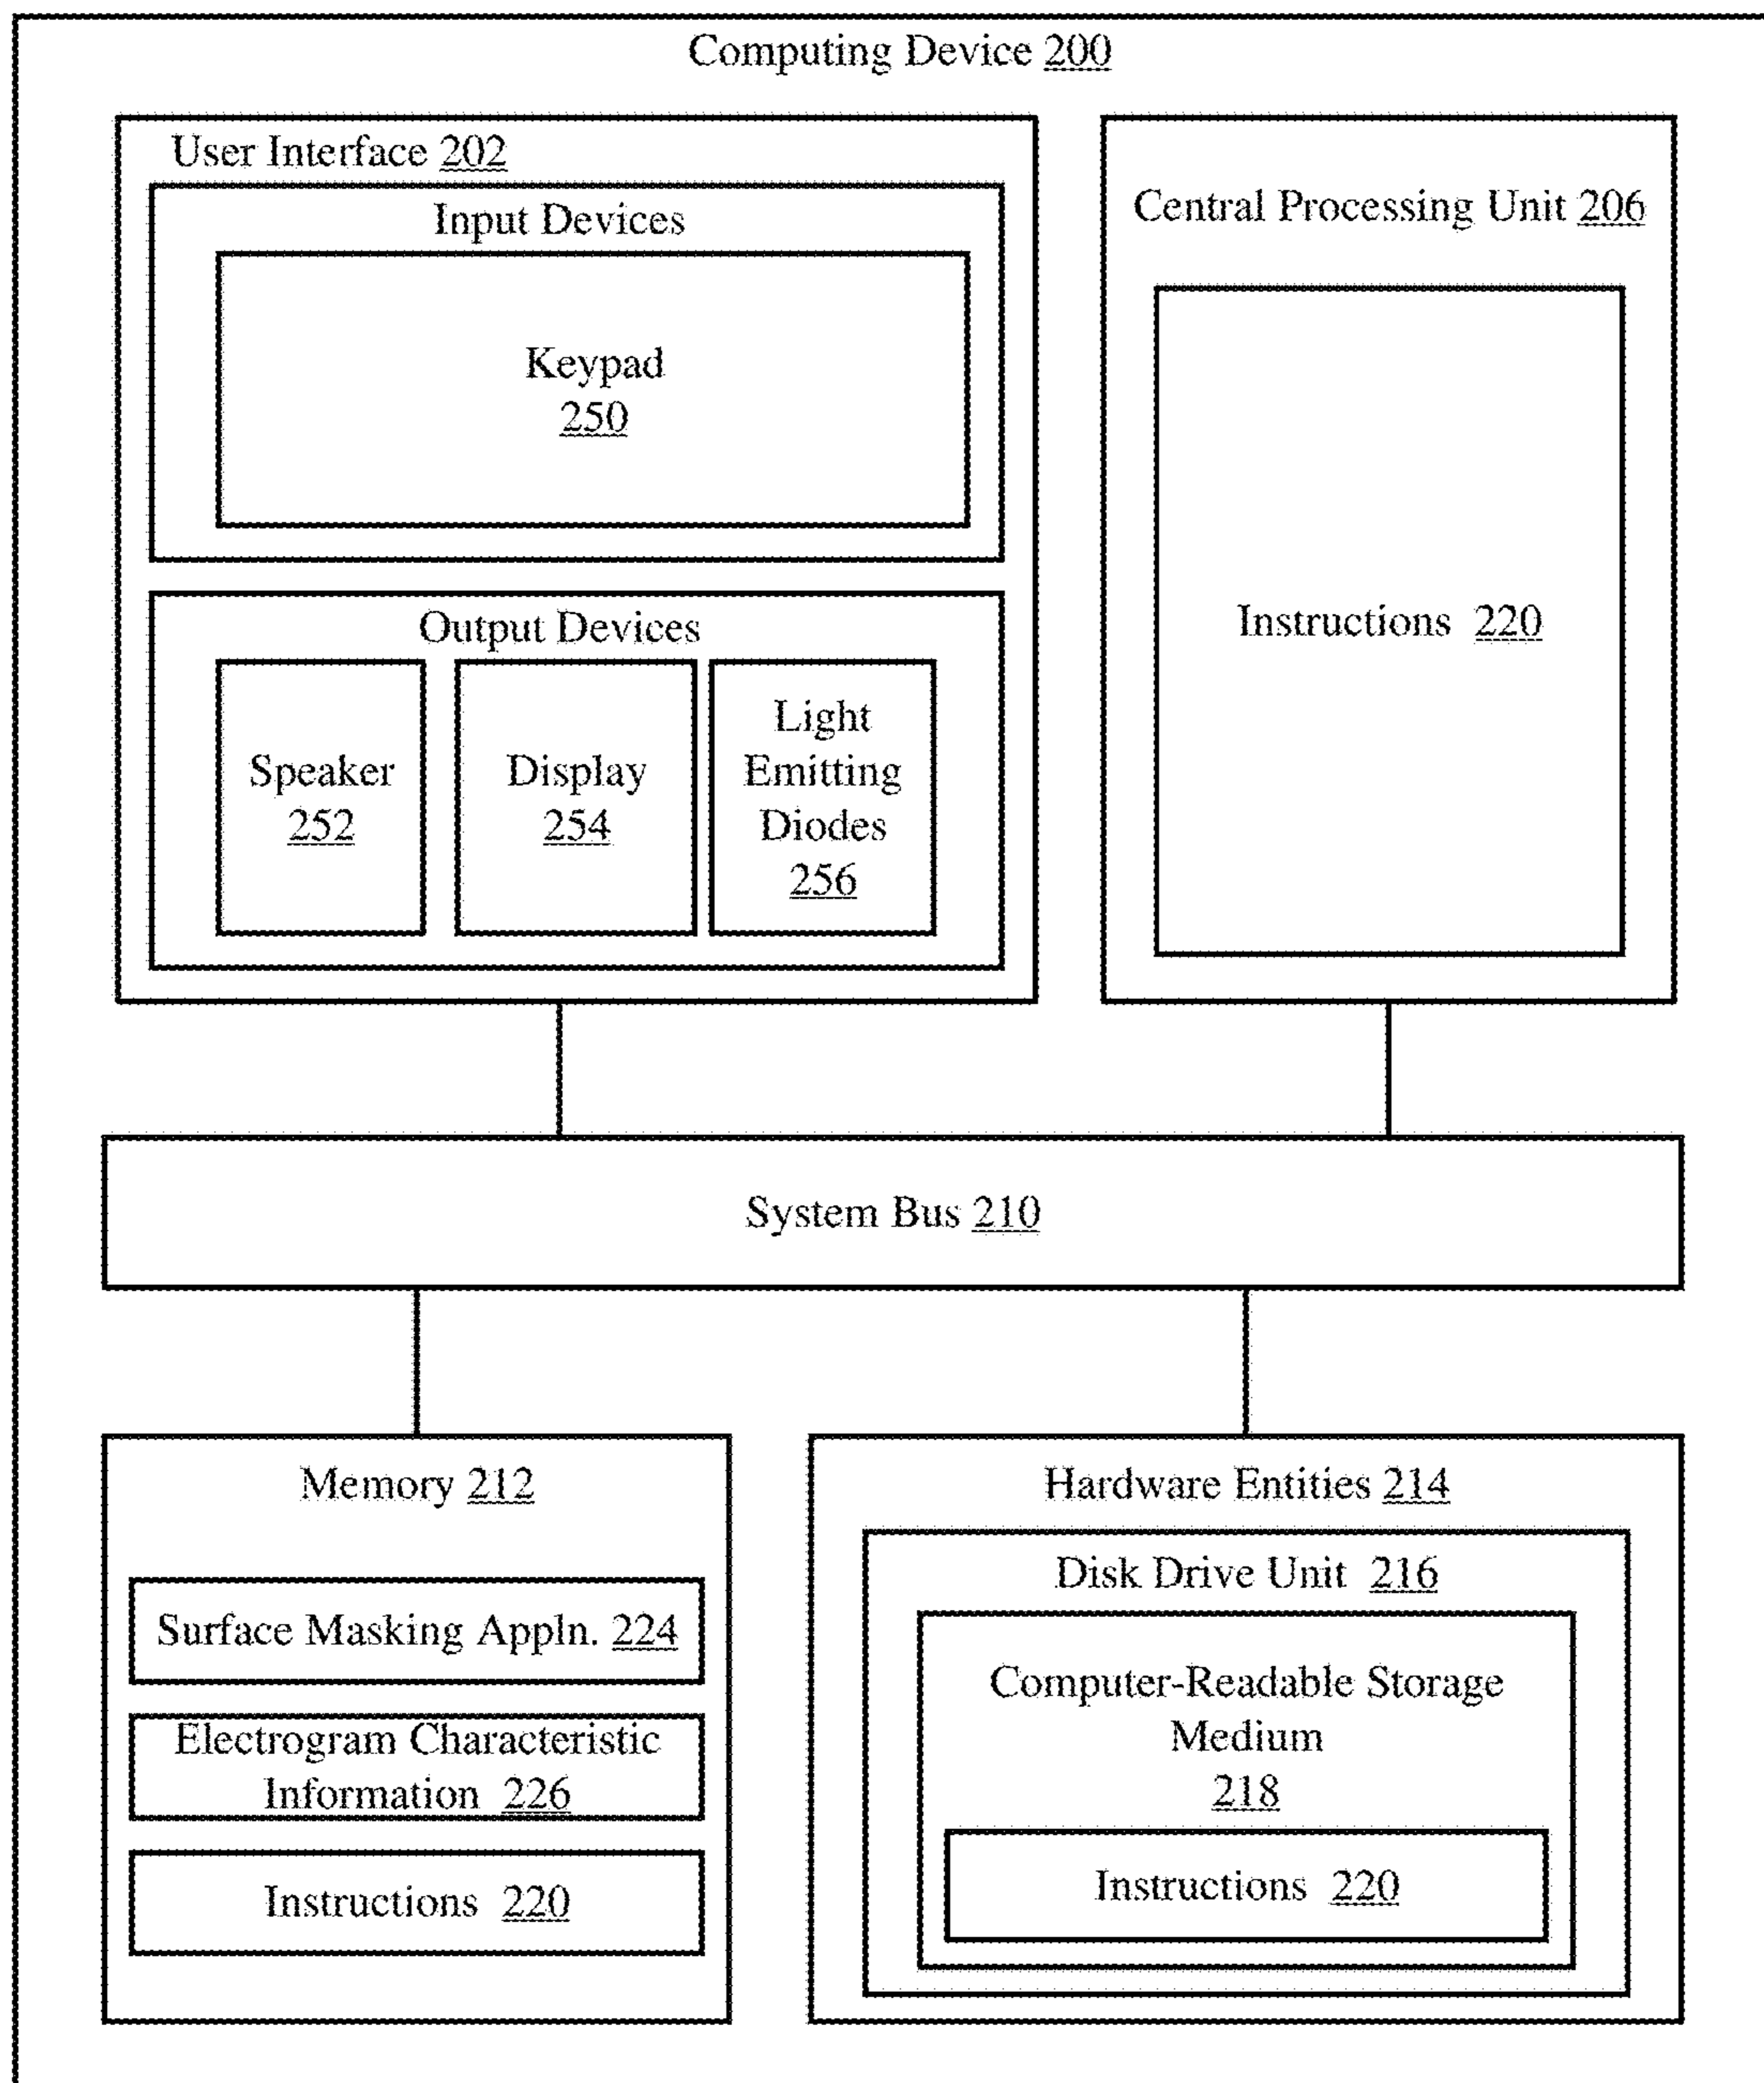 Computing Device 200
User Interface 202
Input Devices
Keypad
250
Output Devices
Speaker
252
Display
254
Light
Emitting
Diodes
256
Central Processing Unit 206
Instructions 220
System Bus 210
Memory 212
Surface Masking Appln. 224
Electrogram Characteristic
Information 226
Instructions 220
Hardware Entities 214
Disk Drive Unit 216
Computer-Readable Storage
Medium
218
Instructions 220